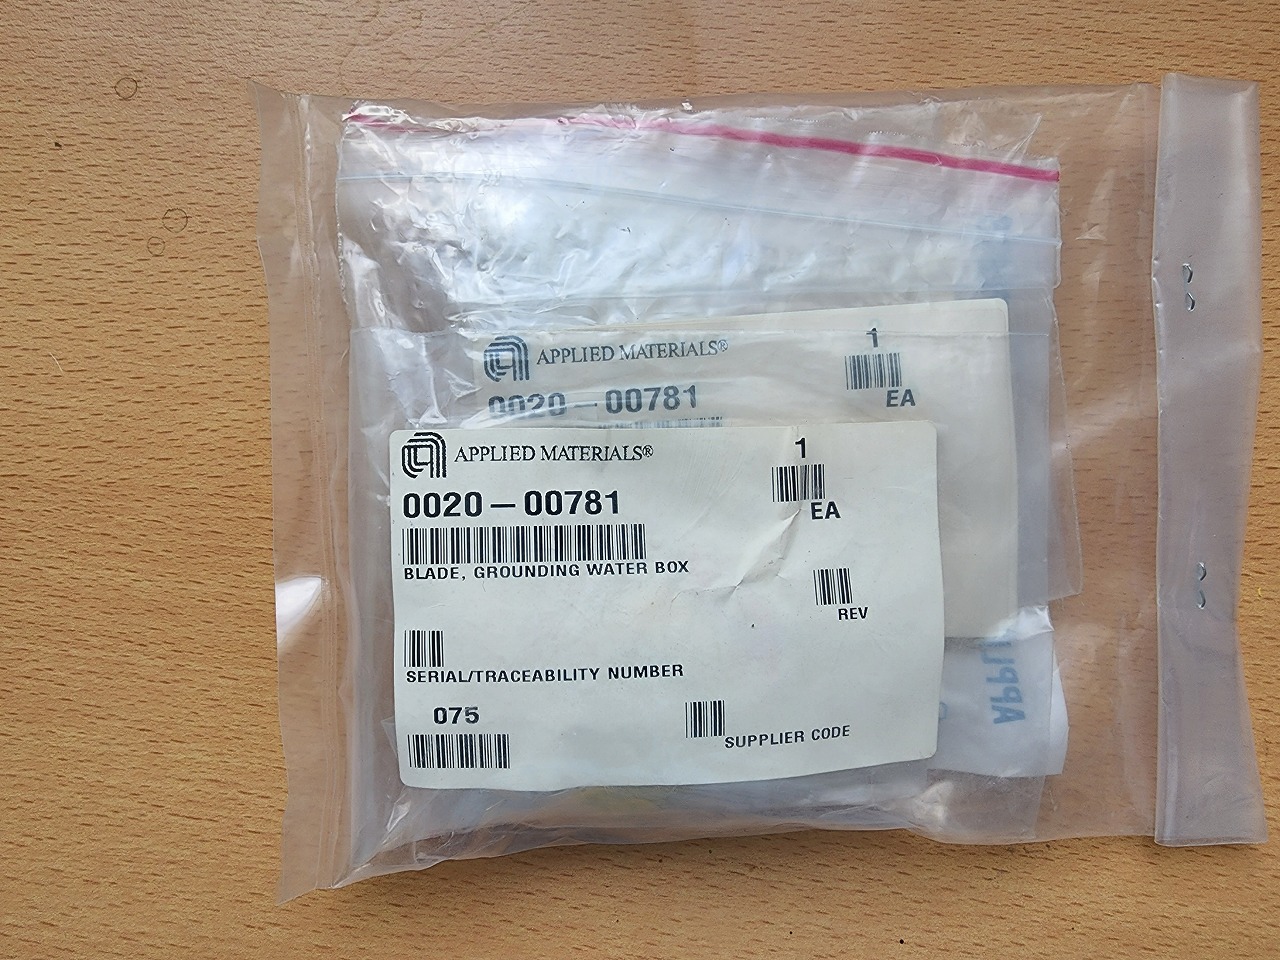 APPLIED MATERIALS®
1
0020-00781
EA
APPLIED MATERIALS®
1
0020-00781
EA
BLADE, GROUNDING WATER BOX
REV
SERIAL/TRACEABILITY NUMBER
075
SUPPLIER CODE